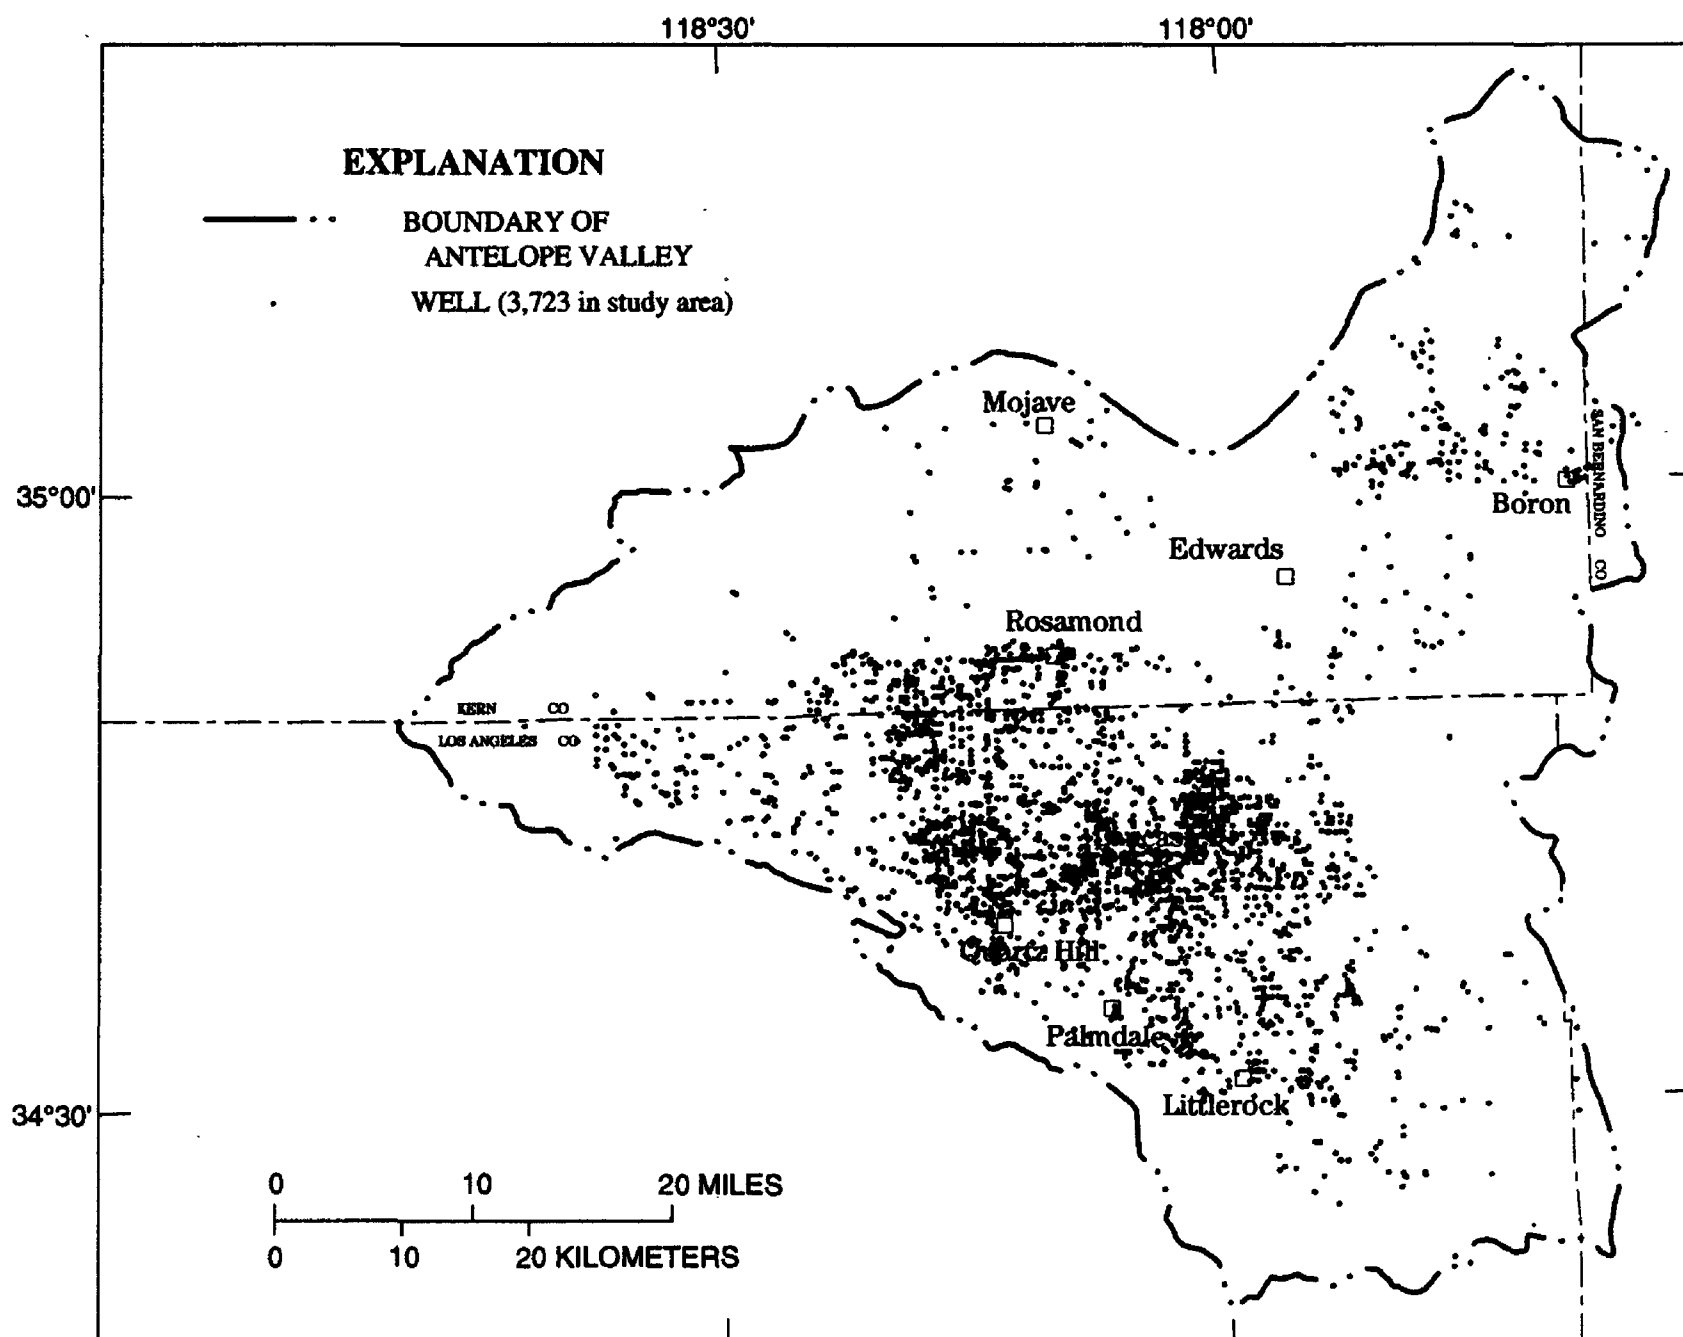 118°30'
118°00'
EXPLANATION
BOUNDARY OF
ANTELOPE VALLEY
WELL (3,723 in study area)
Mojave
35°00'
SAN BERNARDINO CO
Boron
Edwards
Rosamond
KERN CO
LOS ANGELES CO
Quartz Hill
Palmdale
Littlerock
34°30'
0 10 20 MILES
0 10 20 KILOMETERS